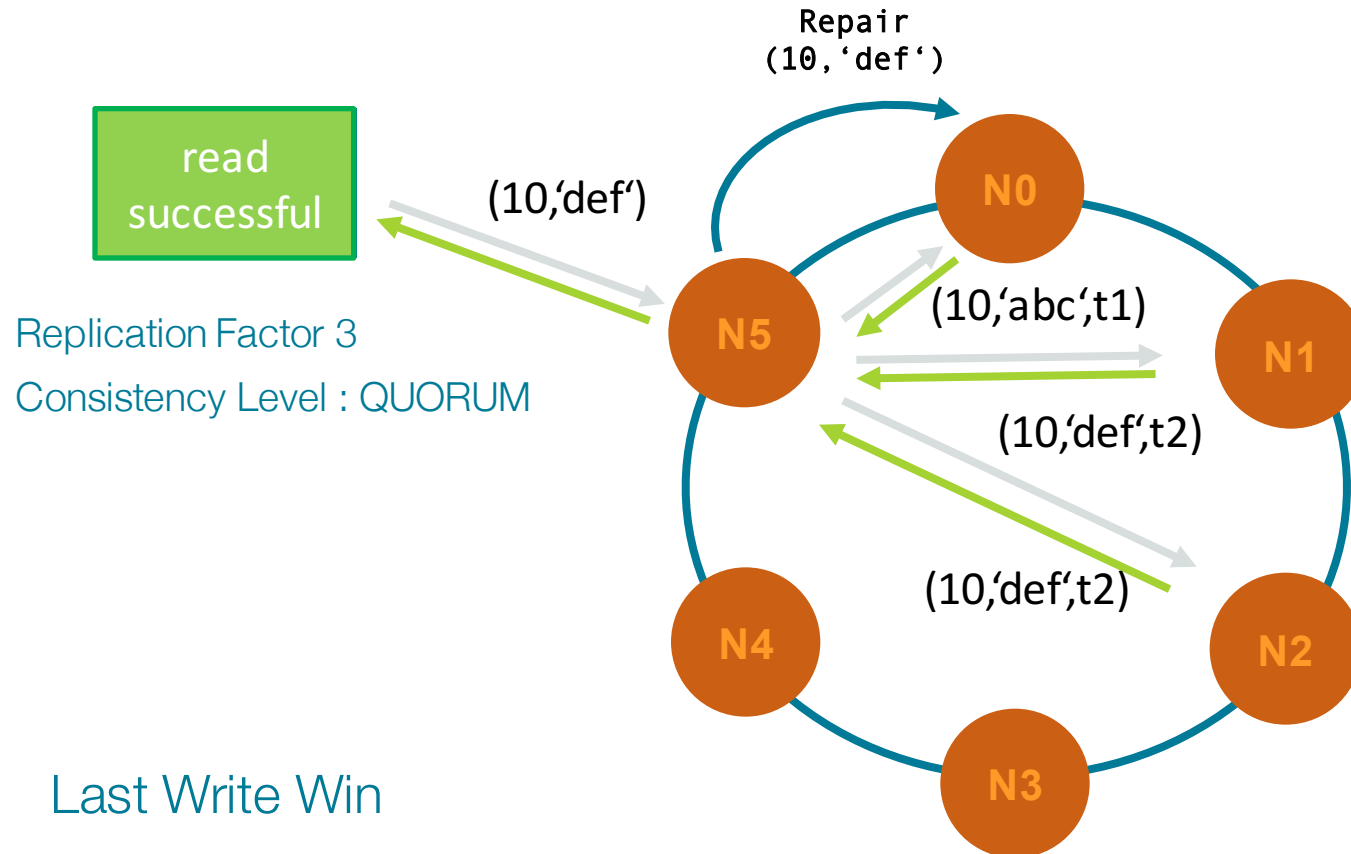 Repair
(10,‘def‘)
read
successful
(10,‘def‘)
N0
(10,‘abc‘,t1)
N5
N1
Replication Factor 3
Consistency Level : QUORUM
(10,‘def‘,t2)
(10,‘def‘,t2)
N4
N2
N3
Last Write Win